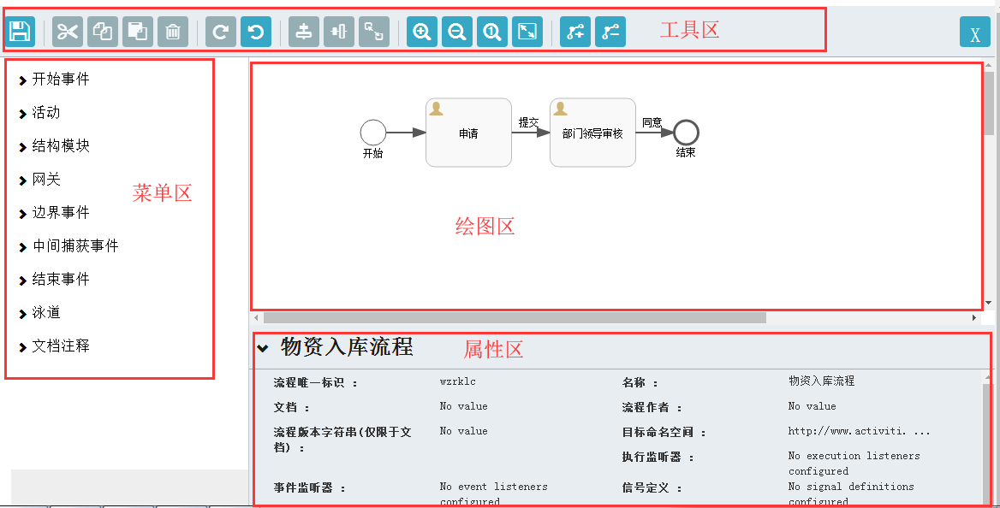 工具区
X
开始事件
活动
结构模块
网关
菜单区
边界事件
中间捕获事件
结束事件
泳道
文档注释
提交
同意
申请
部门领导审核
开始
结束
绘图区
物资入库流程
属性区
流程唯一标识 :
wzrklc
名称 :
物资入库流程
文档 :
No value
流程作者 :
No value
流程版本字符串(仅限于文
档) :
No value
目标命名空间 :
http://www.activiti. ...
执行监听器 :
No execution listeners
configured
事件监听器 :
No event listeners
configured
信号定义 :
No signal definitions
configured